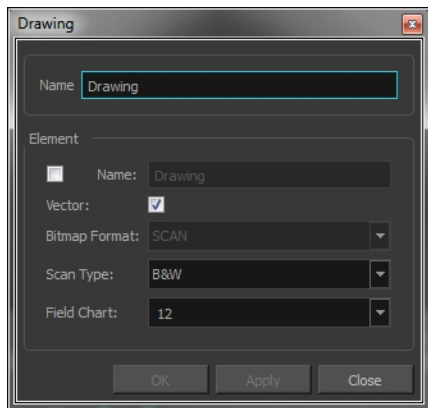 Drawing
Name Drawing
Element
Name: Drawing
Vector:
Bitmap Format: SCAN
Scan Type: B&W
Field Chart: 12
OK Apply Close